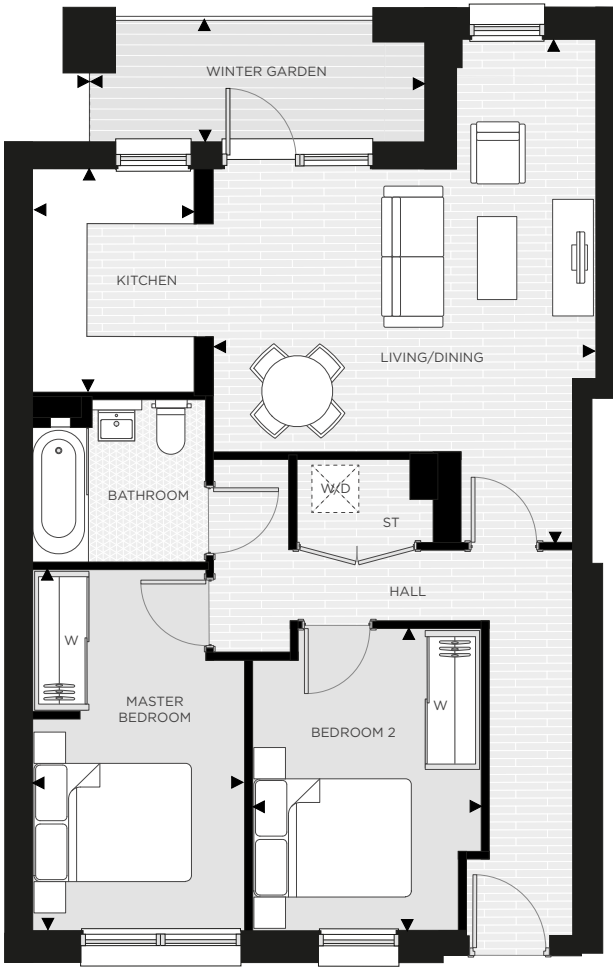 WINTER GARDEN
KITCHEN
LIVING/DINING
BATHROOM
W/D
ST
HALL
W
MASTER
BEDROOM
BEDROOM 2
W